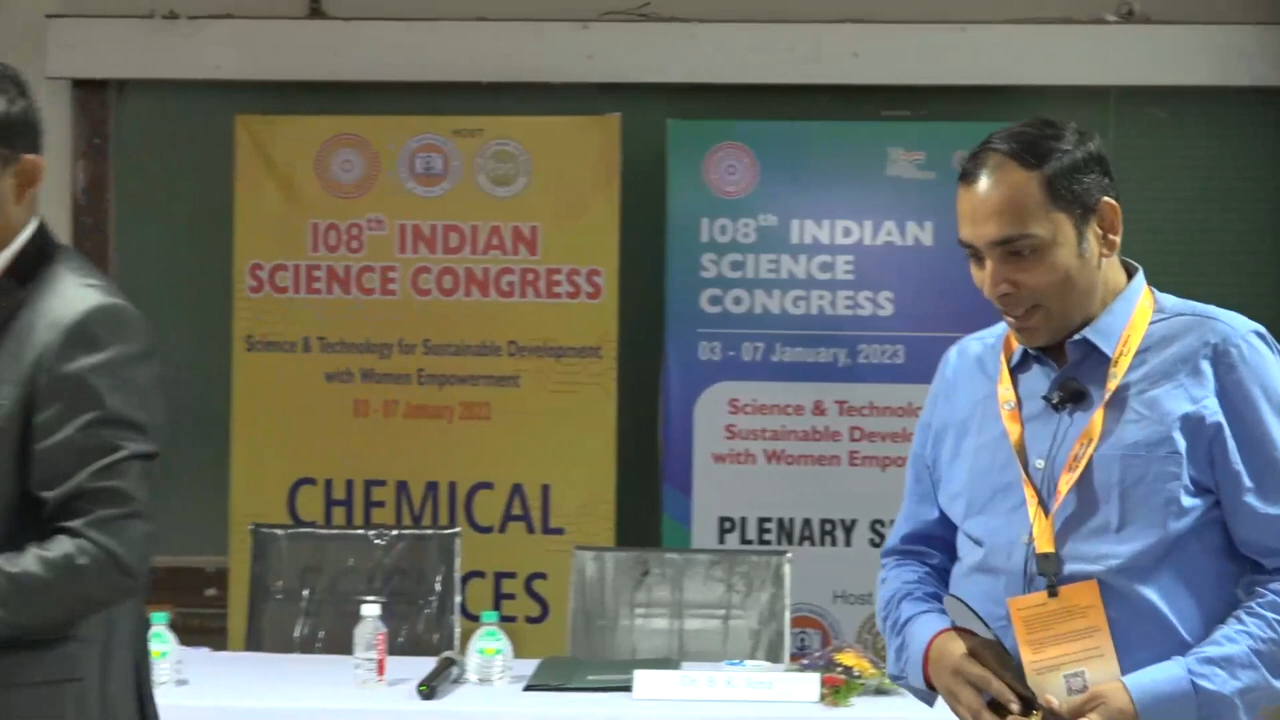 HOST
108th INDIAN
SCIENCE CONGRESS
Science & Technology for Sustainable Development
with Women Empowerment
03 - 07 January 2023
CHEMICAL
CES
108th INDIAN
SCIENCE
CONGRESS
03 - 07 January, 2023
Science & Technolo
Sustainable Develo
with Women Empo
PLENARY S
Host